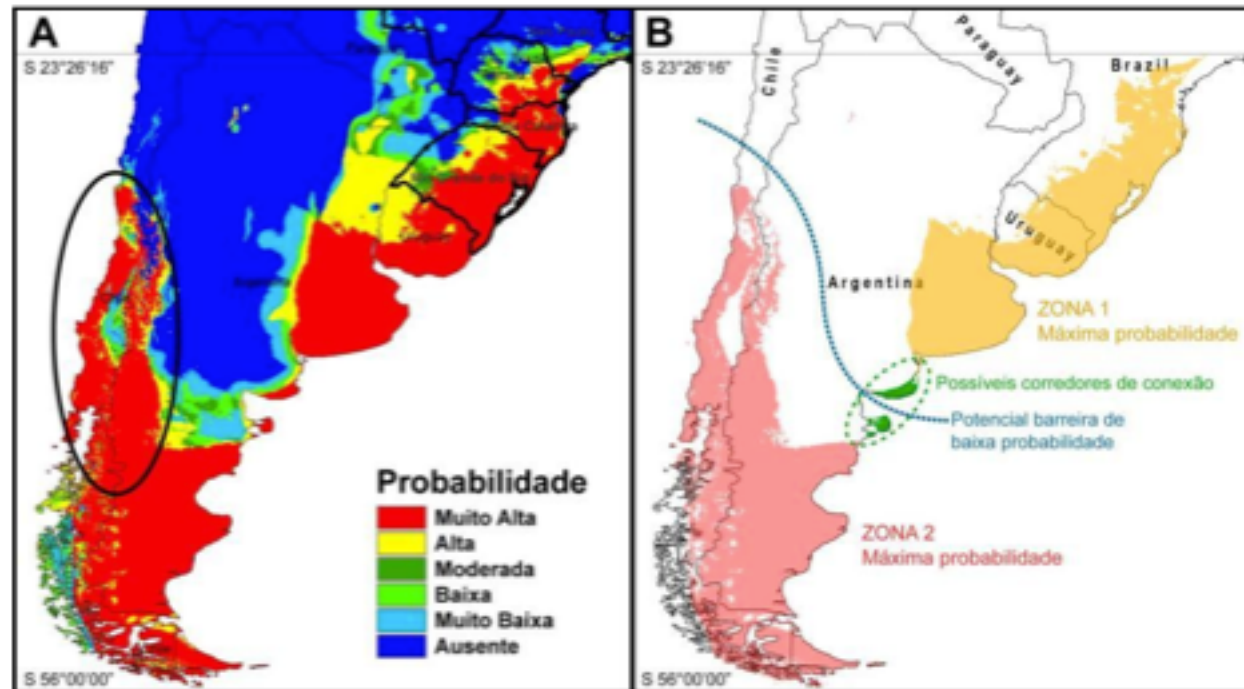 A
S 23°26'16"
Probabilidade
Muito Alta
Alta
Moderada
Baixa
Muito Baixa
Ausente
S 56°00'00"
B
S 23°26'16"
Chile
Paraguay
Brazil
Uruguay
Argentina
ZONA 1
Máxima probabilidade
Possíveis corredores de conexão
Potencial barreira de
baixa probabilidade
ZONA 2
Máxima probabilidade
S 56°00'00"